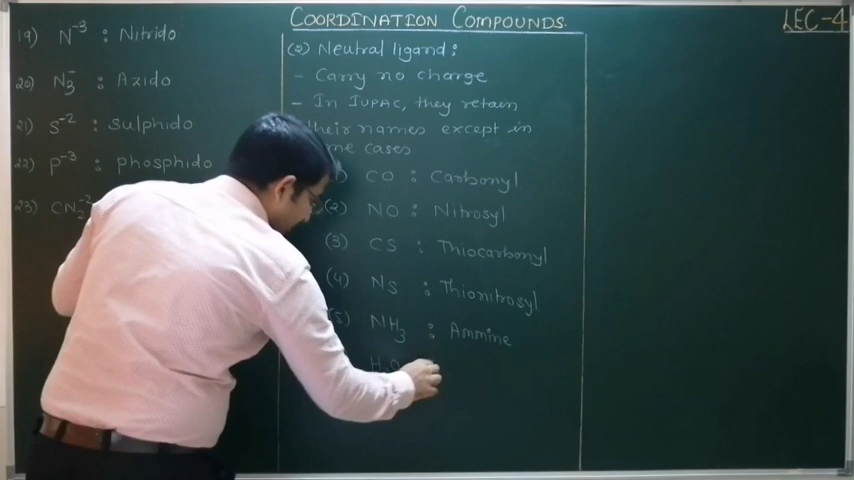 COORDINATION COMPOUNDS
LEC-4
19) N⁻³ : Nitrido
20) N₃⁻ : Azido
21) S⁻² : Sulphido
22) P⁻³ : phosphido
23) CN₂⁻²
(2) Neutral ligand :
- Carry no charge
- In IUPAC, they retain
their names except in
me cases
) CO : Carbonyl
(2) NO : Nitrosyl
(3) CS : Thiocarbonyl
(4) NS : Thionitrosyl
(5) NH₃ : Ammine
H₂O